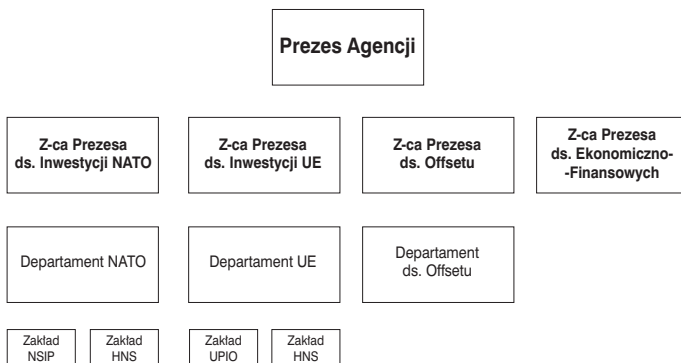 Prezes Agencji
Z-ca Prezesa
ds. Inwestycji NATO
Z-ca Prezesa
ds. Inwestycji UE
Z-ca Prezesa
ds. Offsetu
Z-ca Prezesa
ds. Ekonomiczno-
-Finansowych
Departament NATO
Departament UE
Departament
ds. Offsetu
Zakład
NSIP
Zakład
HNS
Zakład
UPIO
Zakład
HNS